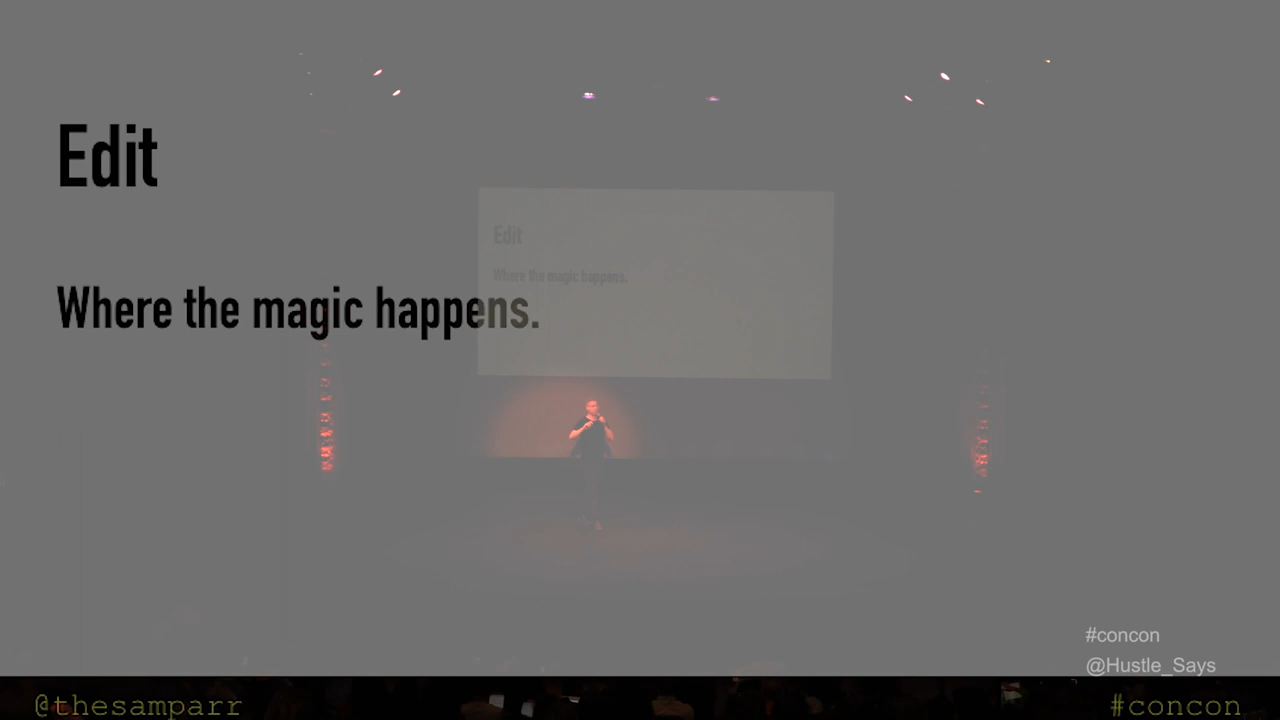 Edit
Where the magic happens.
Edit
Where the magic happens.
#concon
@Hustle_Says
@thesamparr
#concon